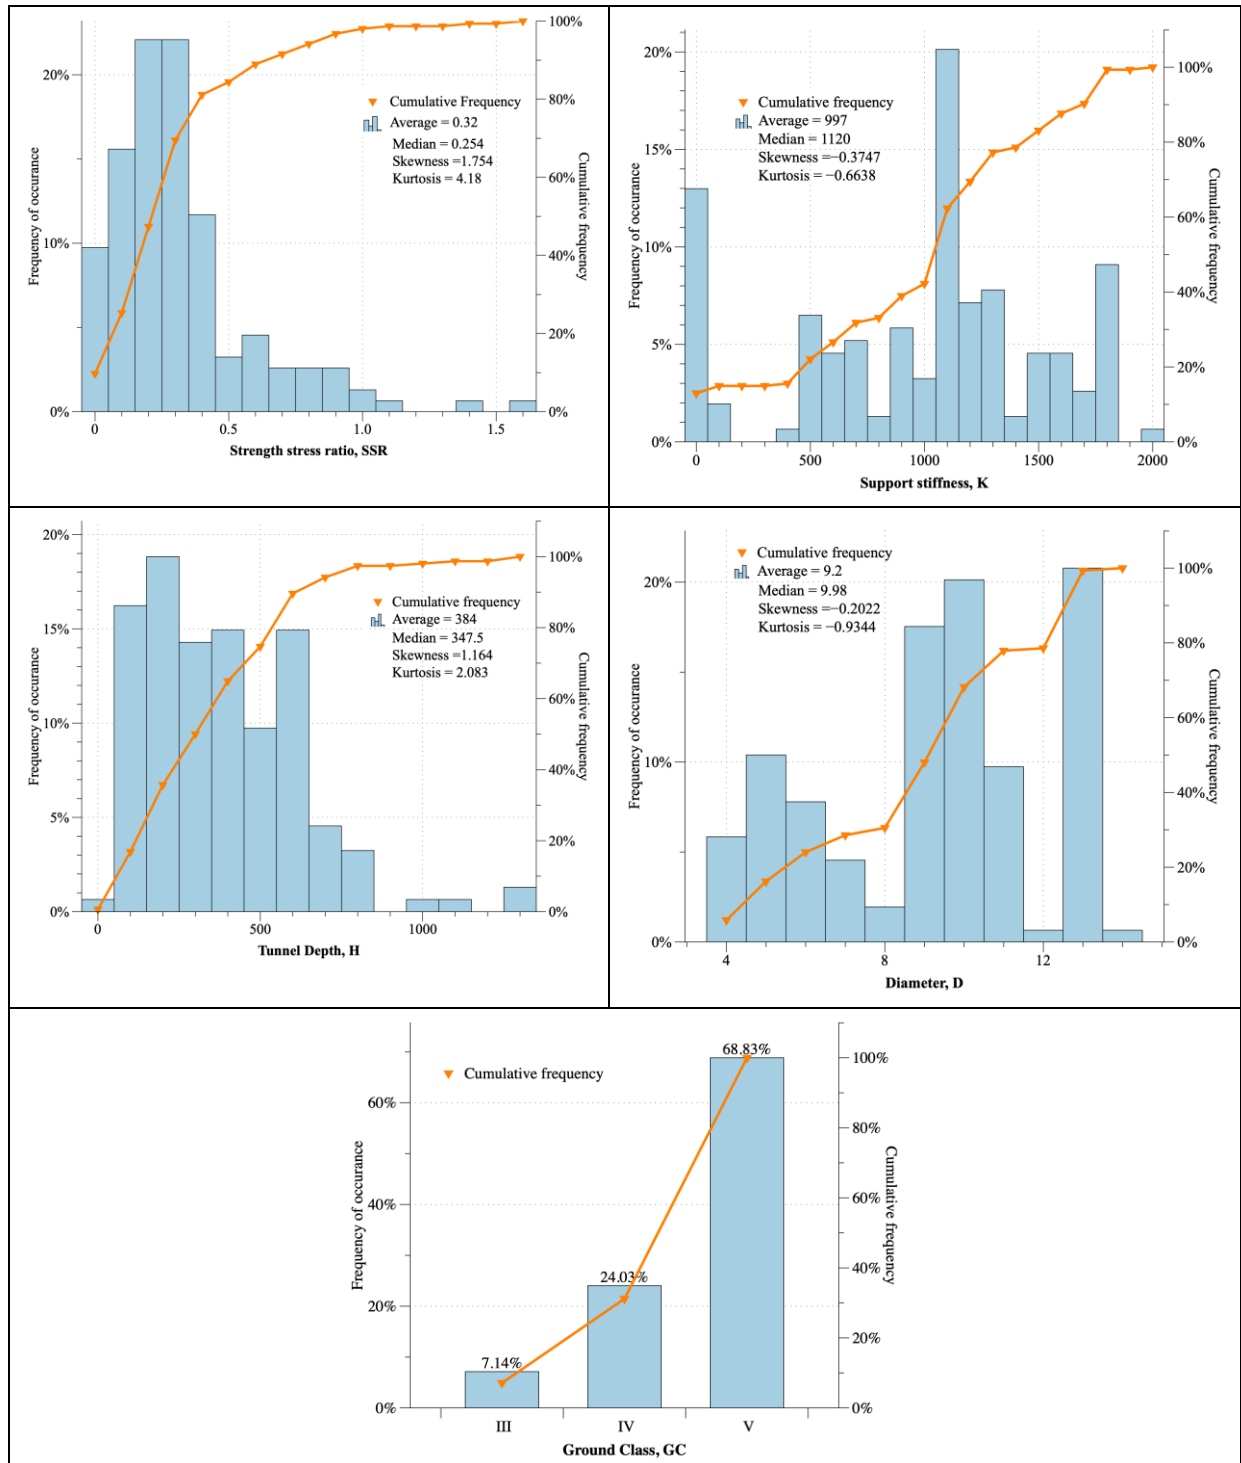 100%
20%
80%
60%
10%
40%
20%
0%
0%
0
0.5
1.0
1.5
Frequency of occurance
Cumulative frequency
Cumulative Frequency
Average = 0.32
Median = 0.254
Skewness =1.754
Kurtosis = 4.18
Strength stress ratio, SSR
20%
100%
15%
80%
10%
60%
40%
5%
20%
0%
0%
0
500
1000
1500
2000
Frequency of occurance
Cumulative frequency
Cumulative frequency
Average = 997
Median = 1120
Skewness =−0.3747
Kurtosis = −0.6638
Support stiffness, K
20%
100%
15%
80%
10%
60%
40%
5%
20%
0%
0%
0
500
1000
Frequency of occurance
Cumulative frequency
Cumulative frequency
Average = 384
Median = 347.5
Skewness =1.164
Kurtosis = 2.083
Tunnel Depth, H
20%
100%
80%
10%
60%
40%
20%
0%
0%
4
8
12
Frequency of occurance
Cumulative frequency
Cumulative frequency
Average = 9.2
Median = 9.98
Skewness =−0.2022
Kurtosis = −0.9344
Diameter, D
68.83%
100%
Cumulative frequency
60%
80%
40%
60%
24.03%
40%
20%
20%
7.14%
0%
0%
III
IV
V
Frequency of occurance
Cumulative frequency
Ground Class, GC